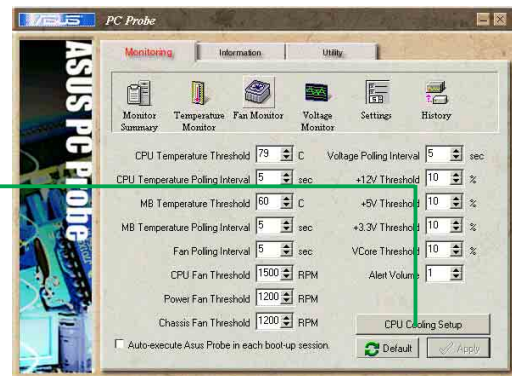 ASUS PC Probe
Monitoring Information Utility
ASUS PC Probe
Monitor Summary Temperature Monitor Fan Monitor Voltage Monitor Settings History
CPU Temperature Threshold 79 C Voltage Polling Interval 5 sec
CPU Temperature Polling Interval 5 sec +12V Threshold 10 %
MB Temperature Threshold 60 C +5V Threshold 10 %
MB Temperature Polling Interval 5 sec +3.3V Threshold 10 %
Fan Polling Interval 5 sec VCore Threshold 10 %
CPU Fan Threshold 1500 RPM Alert Volume 1
Power Fan Threshold 1200 RPM
Chassis Fan Threshold 1200 RPM CPU Cooling Setup
Auto-execute Asus Probe in each boot-up session. Default Apply